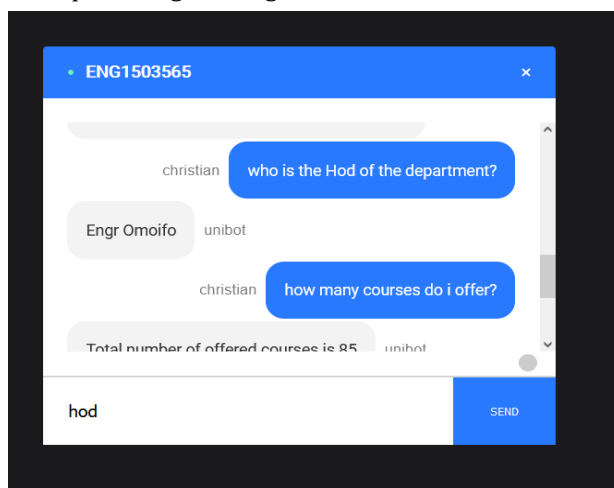 ENG1503565 ×
christian who is the Hod of the department?
Engr Omoifo unibot
christian how many courses do i offer?
Total number of offered courses is 85 unibot
hod SEND